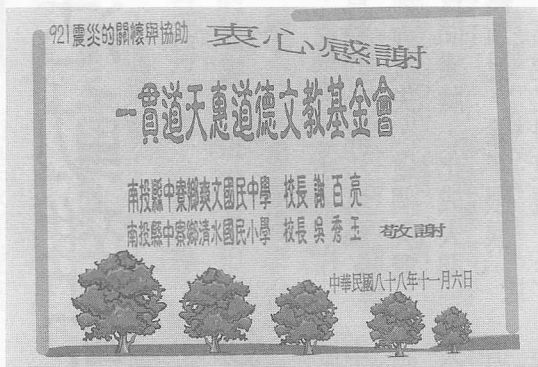 921震災的關懷與協助 衷心感謝
一貫道天惠道德文教基金會
南投縣中寮鄉爽文國民中學 校長 謝百亮
南投縣中寮鄉清水國民小學 校長 吳秀玉 敬謝
中華民國八十八年十一月六日